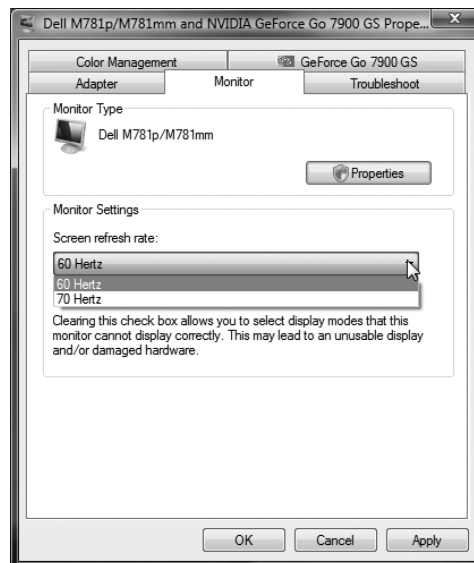 Dell M781p/M781mm and NVIDIA GeForce Go 7900 GS Prope...
Color Management
GeForce Go 7900 GS
Adapter
Monitor
Troubleshoot
Monitor Type
Dell M781p/M781mm
Properties
Monitor Settings
Screen refresh rate:
60 Hertz
60 Hertz
70 Hertz
Clearing this check box allows you to select display modes that this
monitor cannot display correctly. This may lead to an unusable display
and/or damaged hardware.
OK
Cancel
Apply